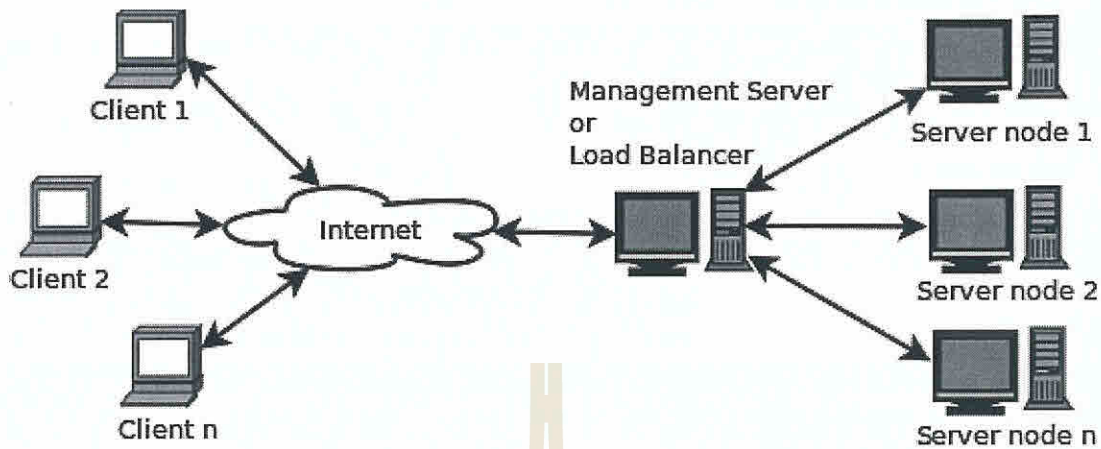 Client 1
Client 2
Client n
Internet
Management Server
or
Load Balancer
Server node 1
Server node 2
Server node n